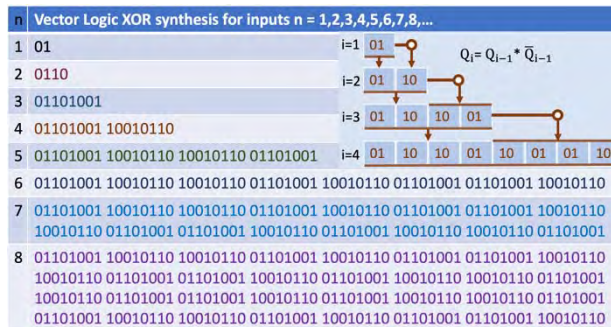 n Vector Logic XOR synthesis for inputs n = 1,2,3,4,5,6,7,8,...
1 01
2 0110
3 01101001
4 01101001 10010110
5 01101001 10010110 10010110 01101001
i=1 01
Qᵢ= Qᵢ₋₁* Q̅ᵢ₋₁
i=2 01 10
i=3 01 10 10 01
i=4 01 10 10 01 10 01 01 10
6 01101001 10010110 10010110 01101001 10010110 01101001 01101001 10010110
7 01101001 10010110 10010110 01101001 10010110 01101001 01101001 10010110
10010110 01101001 01101001 10010110 01101001 10010110 10010110 01101001
8 01101001 10010110 10010110 01101001 10010110 01101001 01101001 10010110
10010110 01101001 01101001 10010110 01101001 10010110 10010110 01101001
10010110 01101001 01101001 10010110 01101001 10010110 10010110 01101001
01101001 10010110 10010110 01101001 10010110 01101001 01101001 10010110